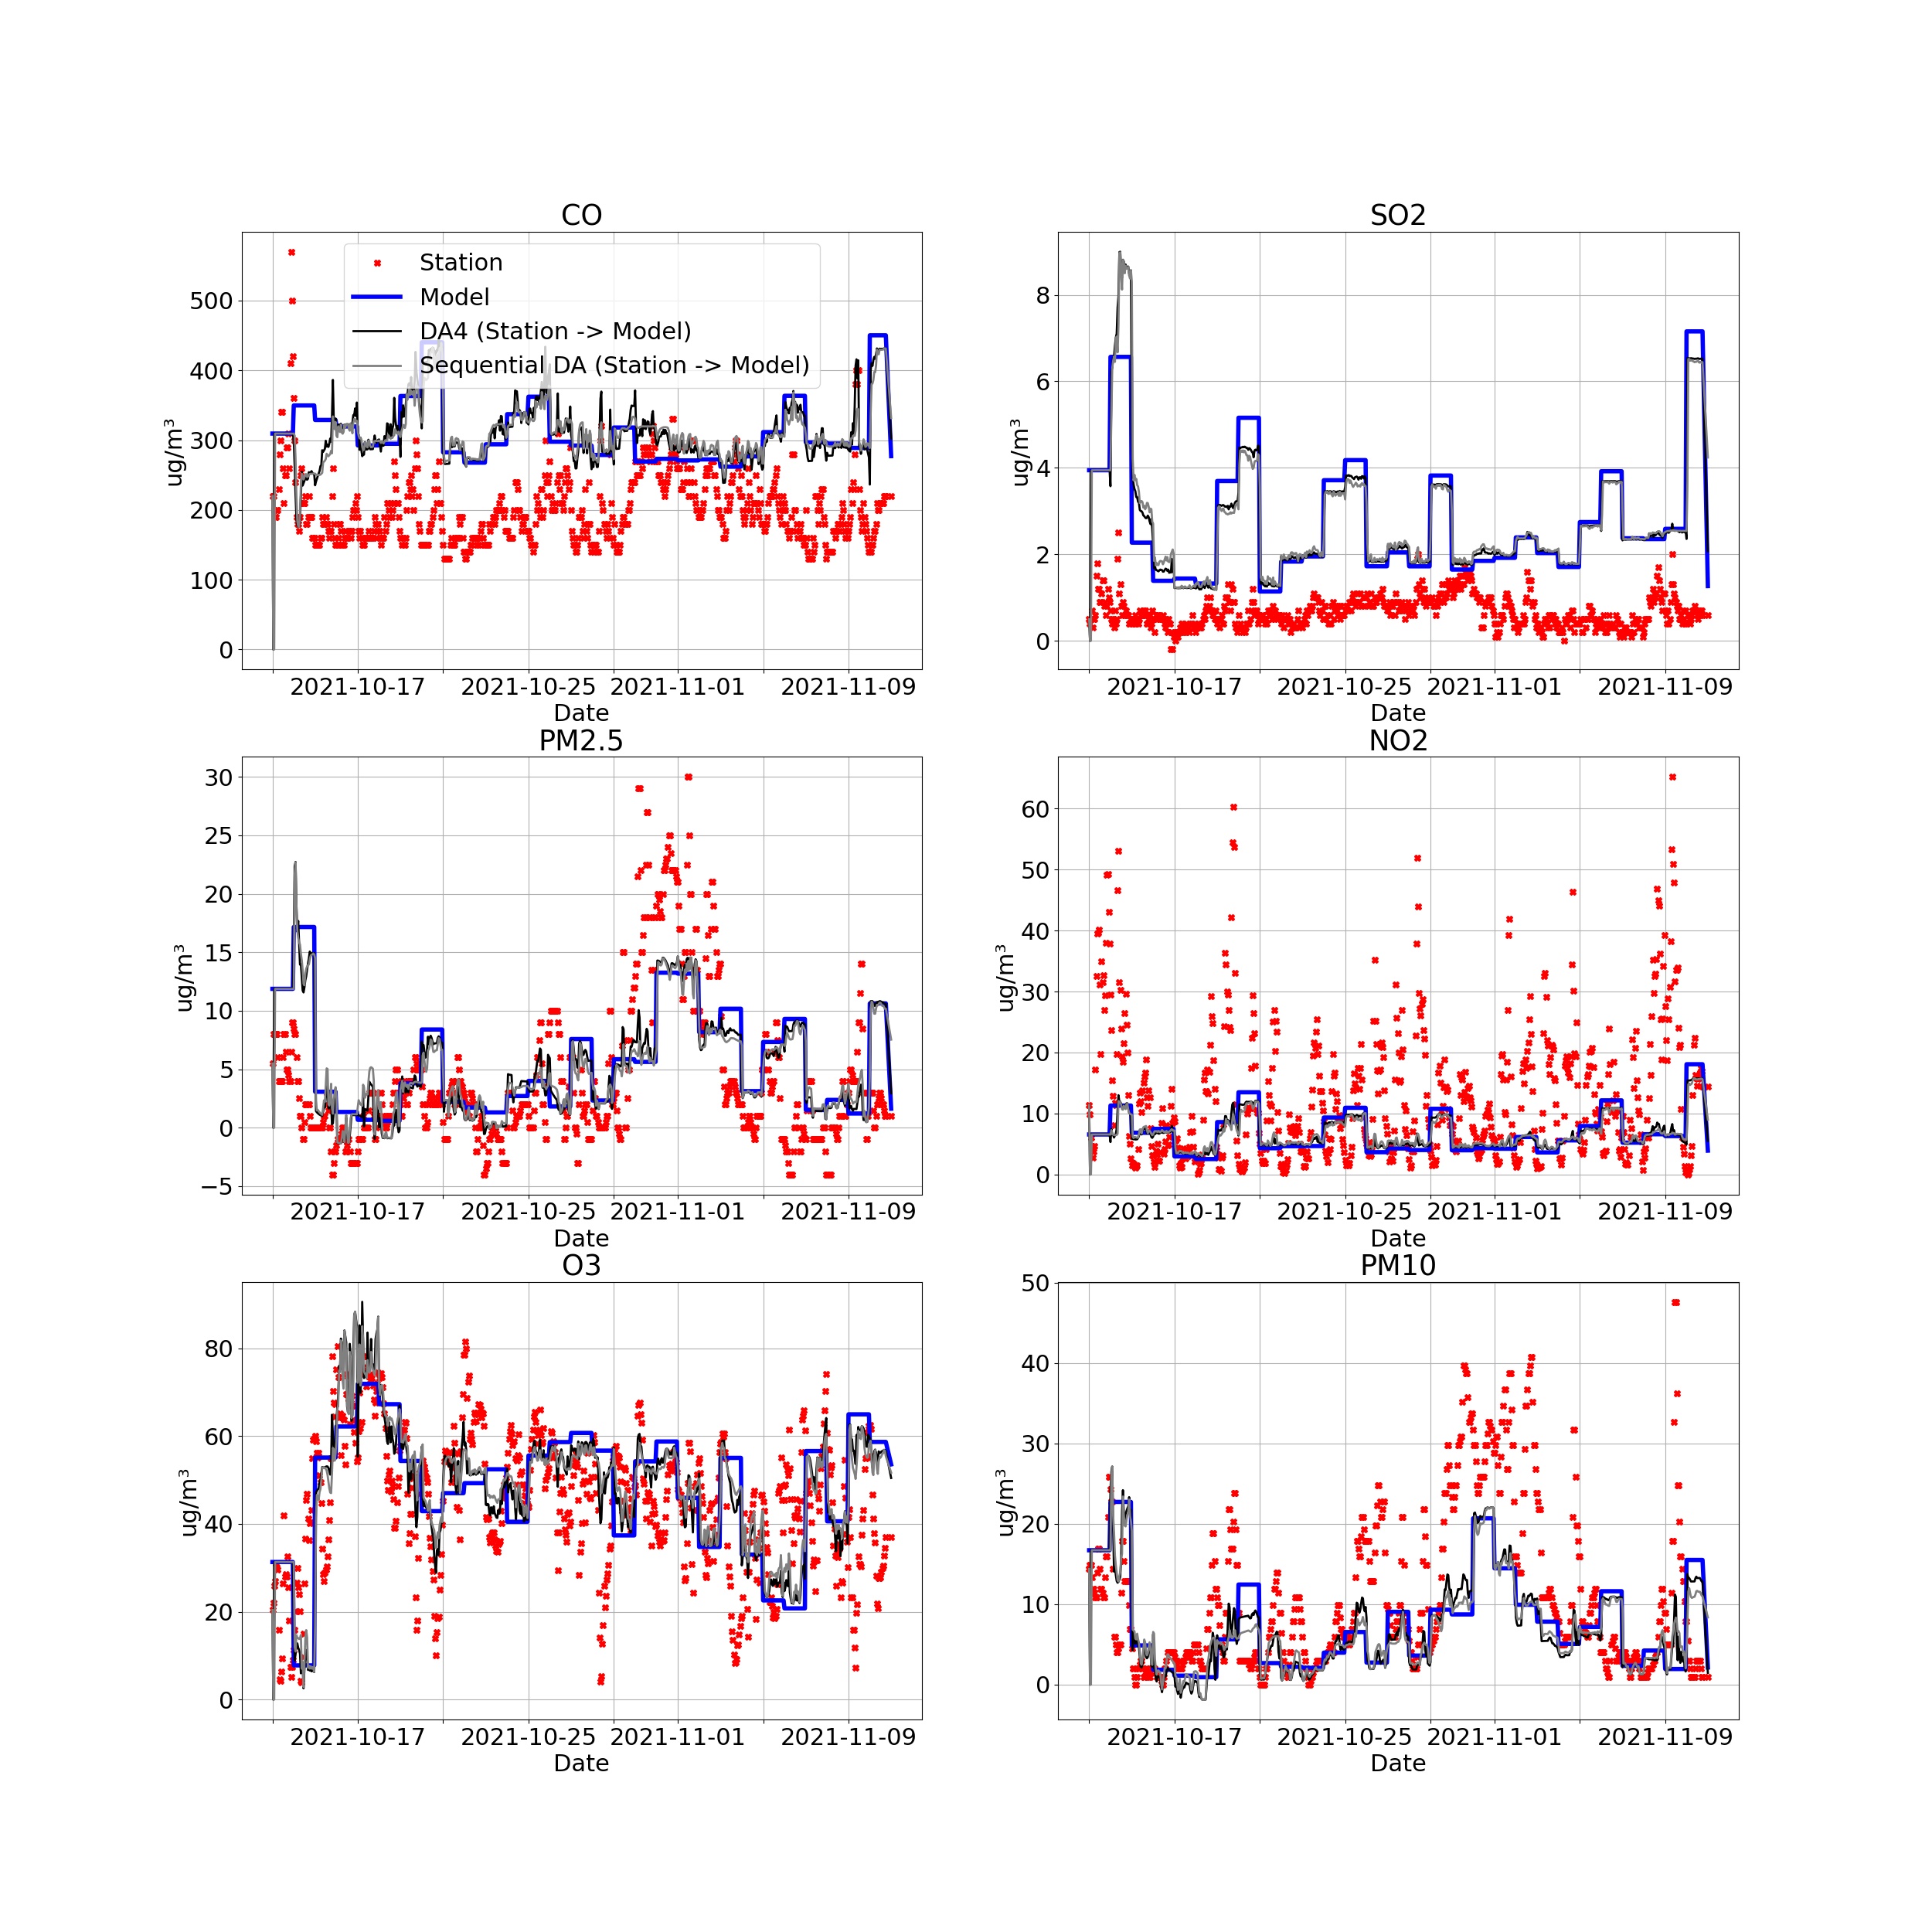 CO
ug/m³
500
400
300
200
100
0
Station
Model
DA4 (Station -> Model)
Sequential DA (Station -> Model)
2021-10-17 2021-10-25 2021-11-01 2021-11-09
Date
SO2
ug/m³
8
6
4
2
0
2021-10-17 2021-10-25 2021-11-01 2021-11-09
Date
PM2.5
ug/m³
30
25
20
15
10
5
0
−5
2021-10-17 2021-10-25 2021-11-01 2021-11-09
Date
NO2
ug/m³
60
50
40
30
20
10
0
2021-10-17 2021-10-25 2021-11-01 2021-11-09
Date
O3
ug/m³
80
60
40
20
0
2021-10-17 2021-10-25 2021-11-01 2021-11-09
Date
PM10
ug/m³
50
40
30
20
10
0
2021-10-17 2021-10-25 2021-11-01 2021-11-09
Date